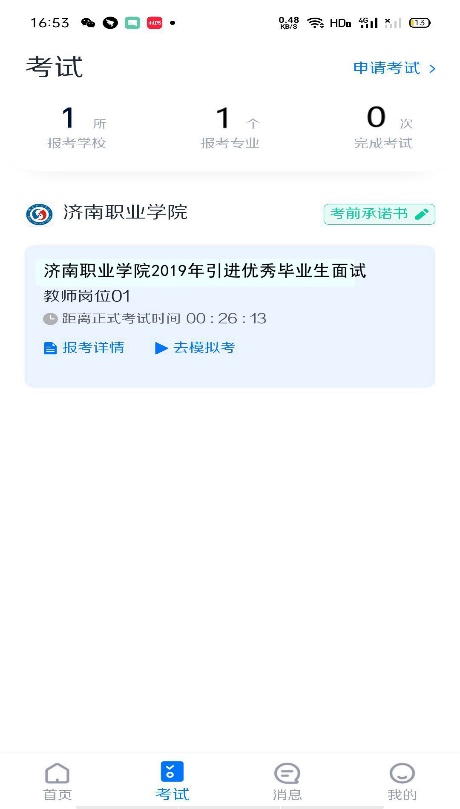 16:53
0.48 KB/S HD 4G 13
考试
申请考试 >
1 所
1 个
0 次
报考学校
报考专业
完成考试
济南职业学院
考前承诺书
济南职业学院2019年引进优秀毕业生面试
教师岗位01
距离正式考试时间 00 : 26 : 13
报考详情
去模拟考
首页
考试
消息
我的